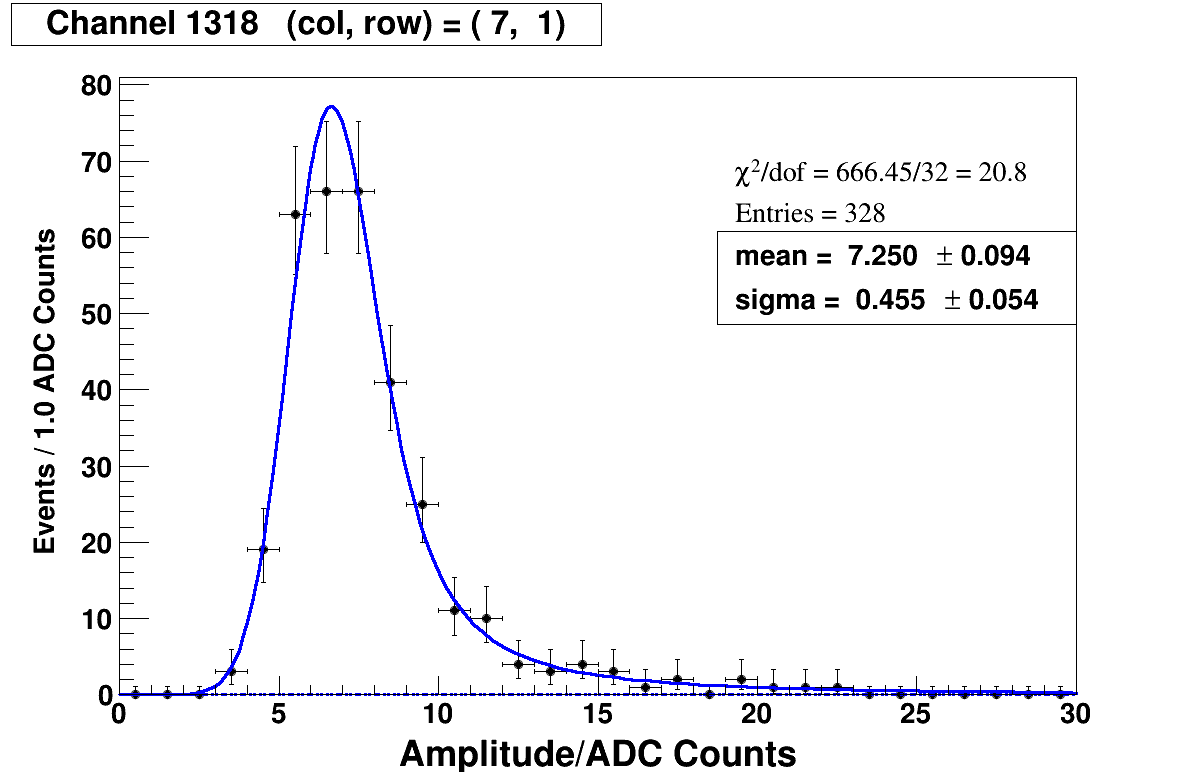 Channel 1318 (col, row) = ( 7, 1)
80
70
60
50
40
30
20
10
0
Events / 1.0 ADC Counts
χ²/dof = 666.45/32 = 20.8
Entries = 328
mean = 7.250 ± 0.094
sigma = 0.455 ± 0.054
0 5 10 15 20 25 30
Amplitude/ADC Counts